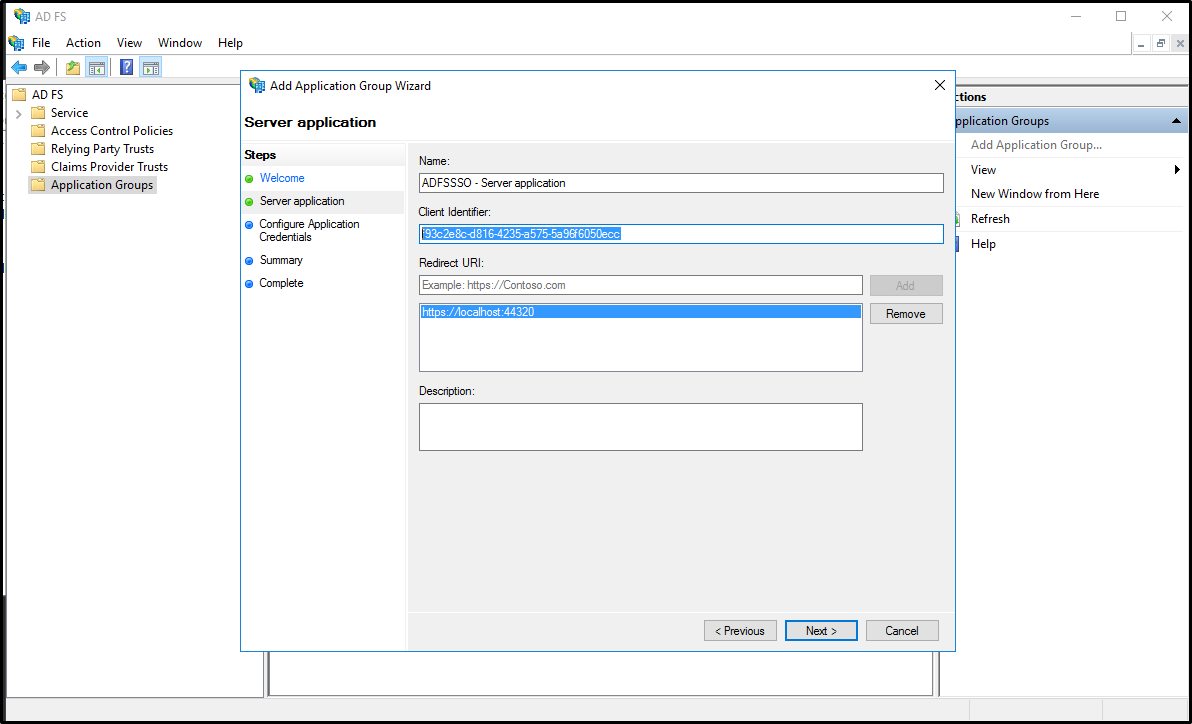 AD FS
File Action View Window Help
AD FS
Service
Access Control Policies
Relying Party Trusts
Claims Provider Trusts
Application Groups
Add Application Group Wizard
Server application
Steps
Welcome
Server application
Configure Application
Credentials
Summary
Complete
Name:
ADFSSSO - Server application
Client Identifier:
f93c2e8c-d816-4235-a575-5a96f6050ecc
Redirect URI:
Example: https://Contoso.com
Add
https://localhost:44320
Remove
Description:
< Previous
Next >
Cancel
ctions
pplication Groups
Add Application Group...
View
New Window from Here
Refresh
Help